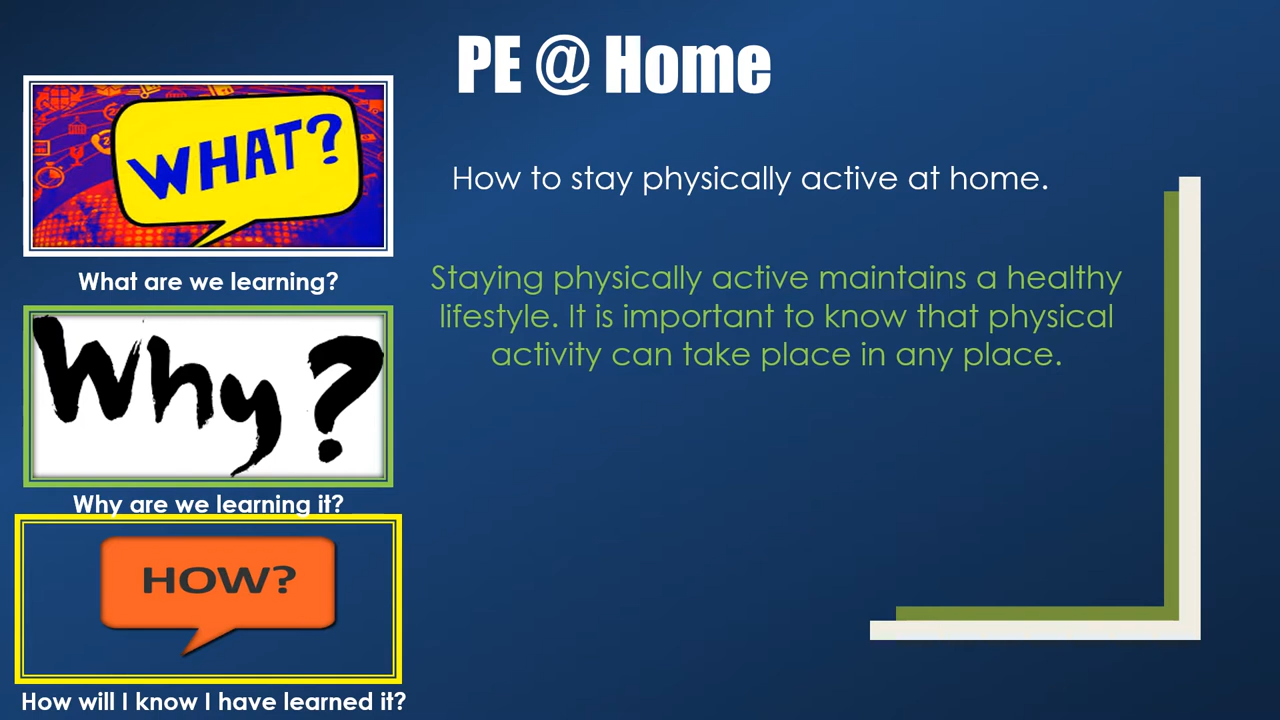 PE @ Home
WHAT?
What are we learning?
How to stay physically active at home.
Why?
Why are we learning it?
Staying physically active maintains a healthy
lifestyle. It is important to know that physical
activity can take place in any place.
HOW?
How will I know I have learned it?